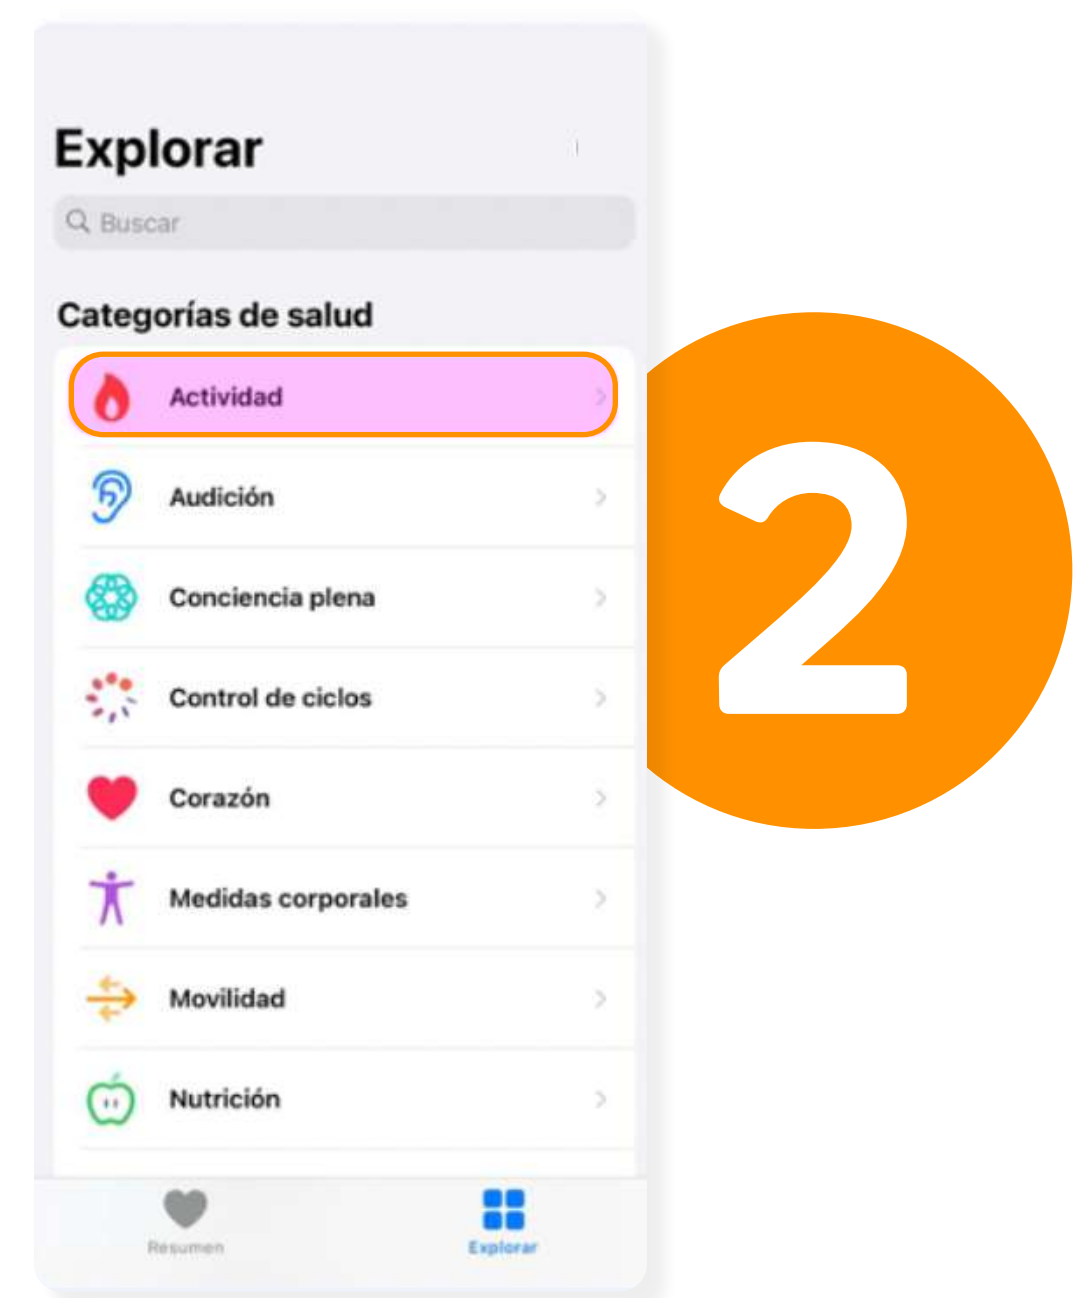 Explorar
Buscar
Categorías de salud
Actividad
Audición
Conciencia plena
Control de ciclos
Corazón
Medidas corporales
Movilidad
Nutrición
Resumen
Explorar
2